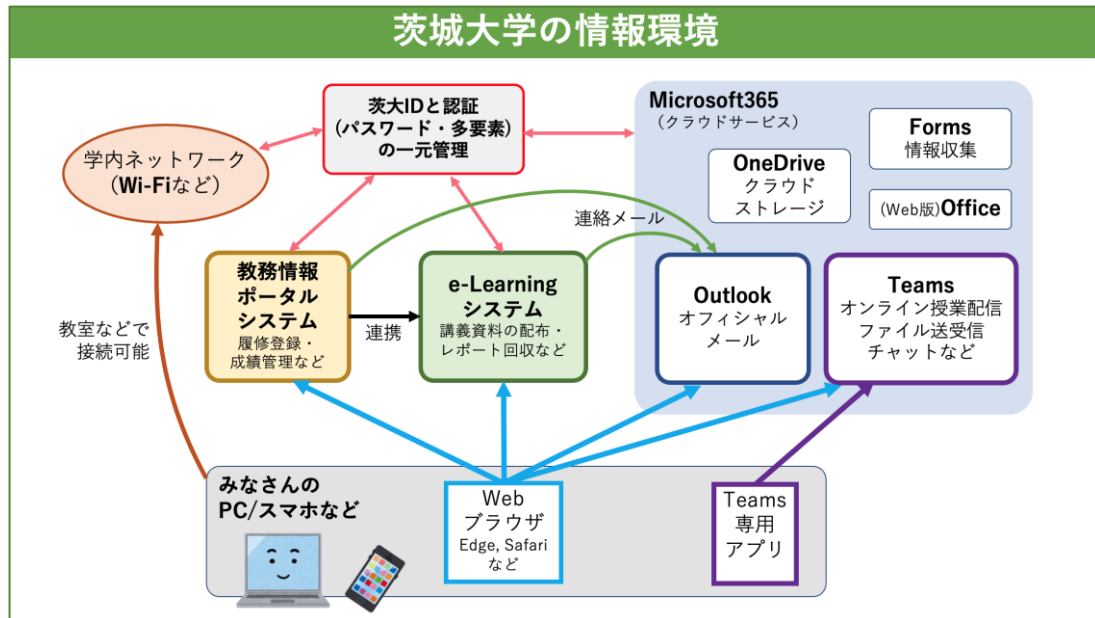 茨城大学の情報環境
茨大IDと認証
(パスワード・多要素)
の一元管理
Microsoft365
(クラウドサービス)
Forms
情報収集
OneDrive
クラウド
ストレージ
(Web版)Office
学内ネットワーク
(Wi-Fiなど)
連絡メール
教務情報
ポータル
システム
履修登録・
成績管理など
連携
e-Learning
システム
講義資料の配布・
レポート回収など
Outlook
オフィシャル
メール
Teams
オンライン授業配信
ファイル送受信
チャットなど
教室などで
接続可能
みなさんの
PC/スマホなど
Web
ブラウザ
Edge, Safari
など
Teams
専用
アプリ